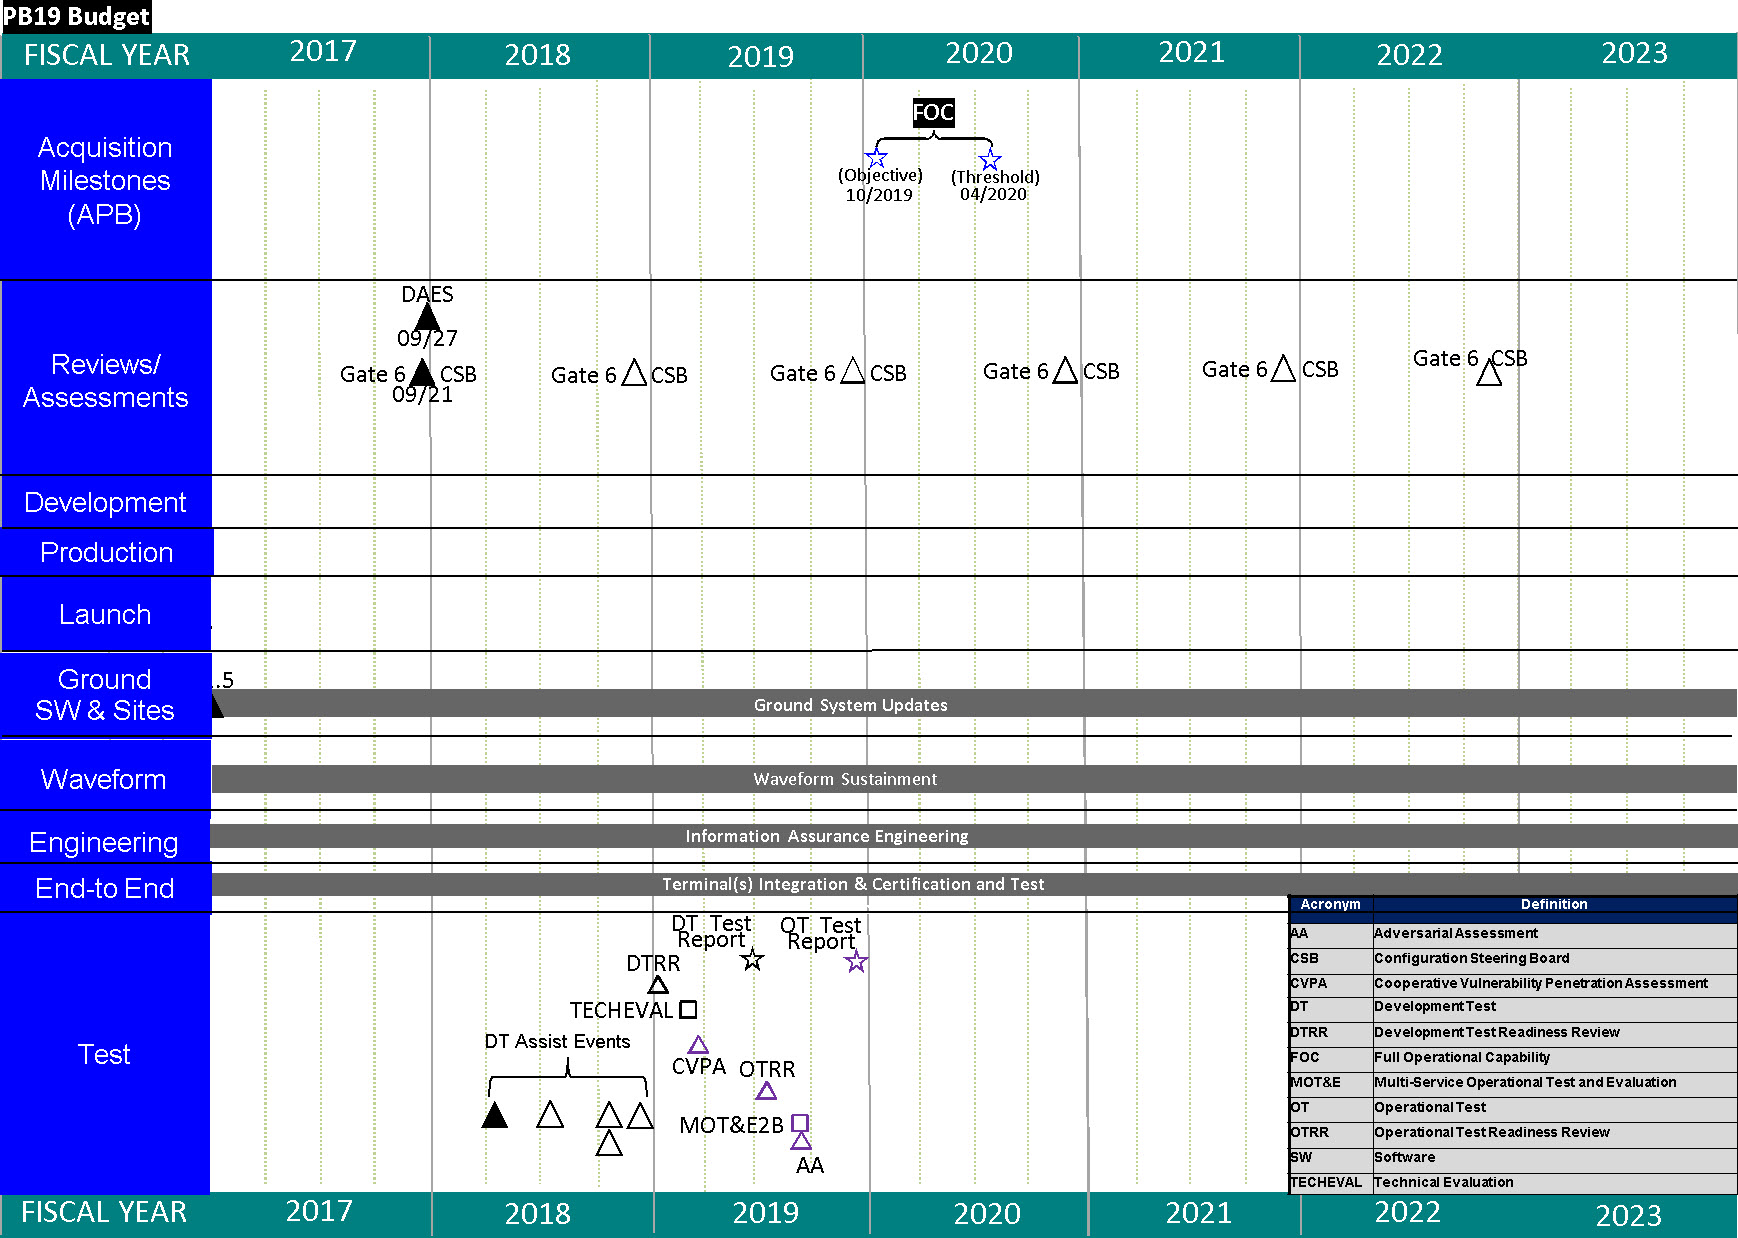 PB19 Budget
FISCAL YEAR 2017 2018 2019 2020 2021 2022 2023
Acquisition
Milestones
(APB)
FOC
(Objective)
10/2019
(Threshold)
04/2020
Reviews/
Assessments
DAES
09/27
Gate 6 CSB
09/21
Gate 6 CSB
Gate 6 CSB
Gate 6 CSB
Gate 6 CSB
Gate 6 CSB
Development
Production
Launch
Ground
SW & Sites
.5
Ground System Updates
Waveform
Waveform Sustainment
Engineering
Information Assurance Engineering
End-to End
Terminal(s) Integration & Certification and Test
Test
DT Test
Report
OT Test
Report
DTRR
TECHEVAL
DT Assist Events
CVPA
OTRR
MOT&E2B
AA
Acronym Definition
AA Adversarial Assessment
CSB Configuration Steering Board
CVPA Cooperative Vulnerability Penetration Assessment
DT Development Test
DTRR Development Test Readiness Review
FOC Full Operational Capability
MOT&E Multi-Service Operational Test and Evaluation
OT Operational Test
OTRR Operational Test Readiness Review
SW Software
TECHEVAL Technical Evaluation
FISCAL YEAR 2017 2018 2019 2020 2021 2022 2023